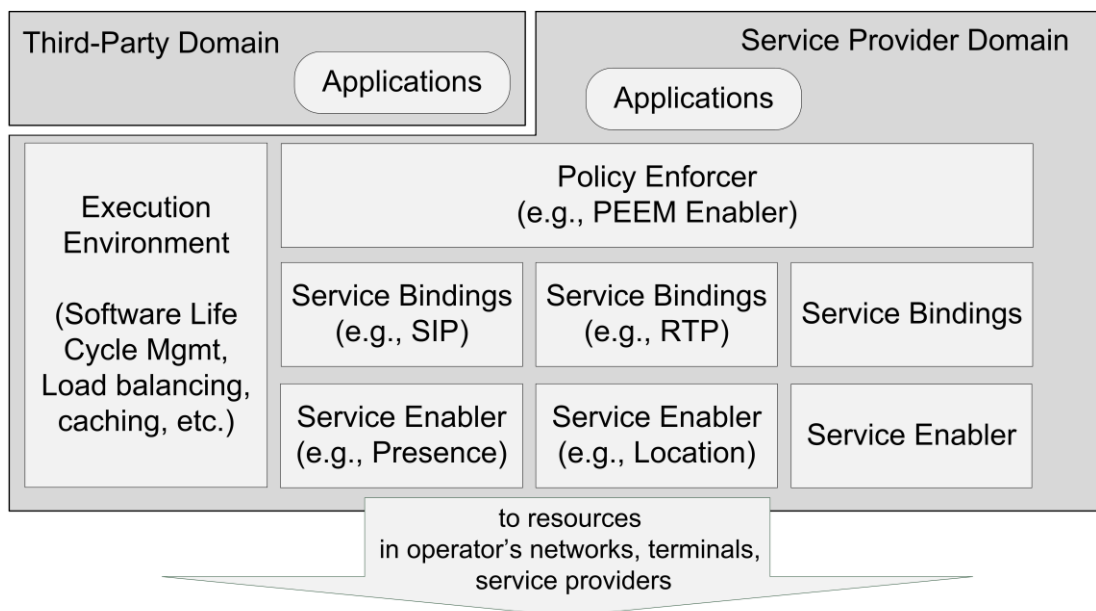 Third-Party Domain
Applications
Service Provider Domain
Applications
Execution
Environment
(Software Life
Cycle Mgmt,
Load balancing,
caching, etc.)
Policy Enforcer
(e.g., PEEM Enabler)
Service Bindings
(e.g., SIP)
Service Bindings
(e.g., RTP)
Service Bindings
Service Enabler
(e.g., Presence)
Service Enabler
(e.g., Location)
Service Enabler
to resources
in operator’s networks, terminals,
service providers